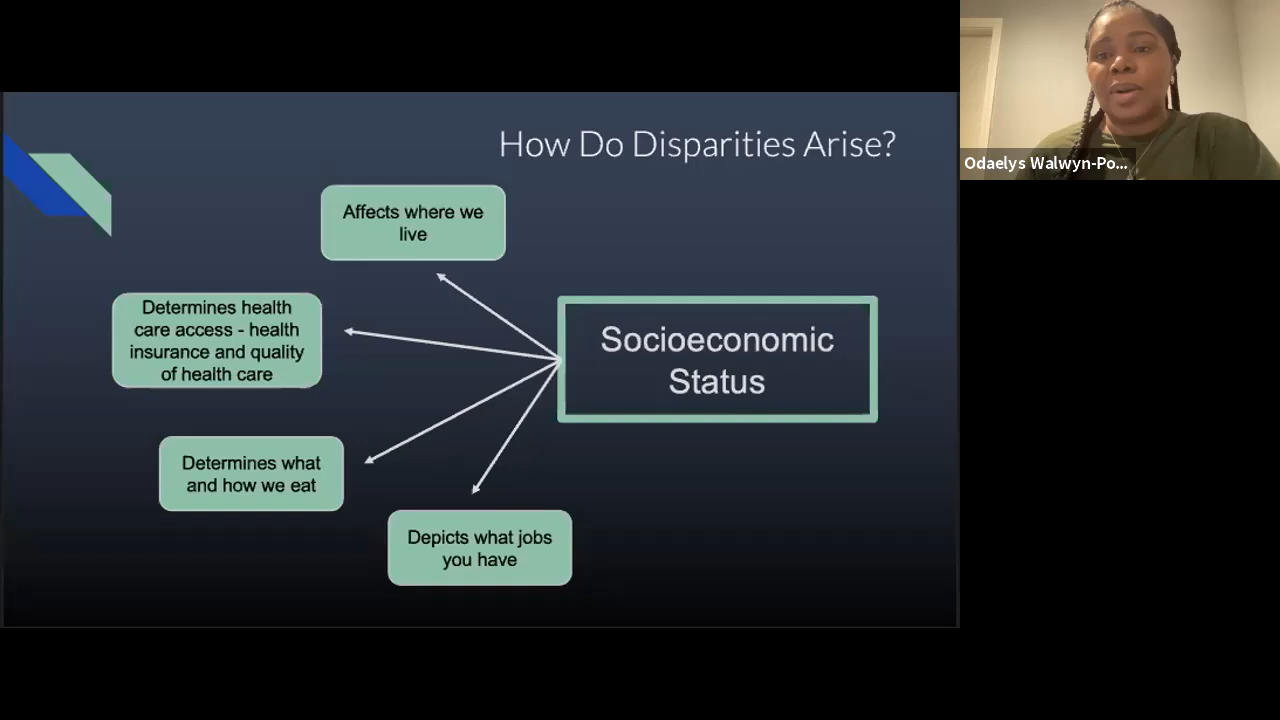 How Do Disparities Arise?
Affects where we
live
Determines health
care access - health
insurance and quality
of health care
Socioeconomic
Status
Determines what
and how we eat
Depicts what jobs
you have
Odaelys Walwyn-Po...